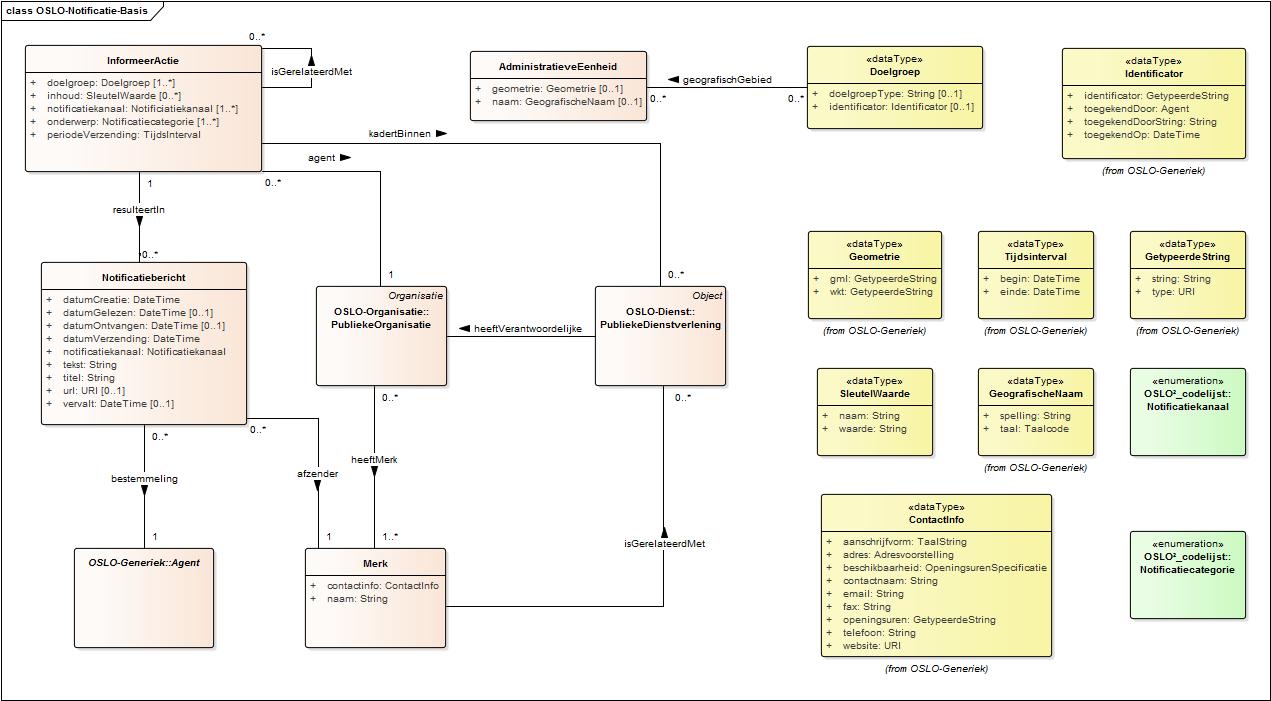 class OSLO-Notificatie-Basis
InformeerActie
+ doelgroep: Doelgroep [1..*]
+ inhoud: SleutelWaarde [0..*]
+ notificatiekanaal: Noticiatiekanaal [1..*]
+ onderwerp: Notificatiecategorie [1..*]
+ periodeVerzending: TijdsInterval
0..*
isGerelateerdMet
AdministratieveEenheid
+ geometrie: Geometrie [0..1]
+ naam: GeografischeNaam [0..1]
geografischGebied
0..*
0..*
«dataType»
Doelgroep
+ doelgroepType: String [0..1]
+ identificator: Identificator [0..1]
«dataType»
Identificator
+ identificator: GetypeerdeString
+ toegekendDoor: Agent
+ toegekendDoorString: String
+ toegekendOp: DateTime
(from OSLO-Generiek)
kadertBinnen
agent
1
0..*
resulteertIn
0..*
1
0..*
Notificatiebericht
+ datumCreatie: DateTime
+ datumGelezen: DateTime [0..1]
+ datumOntvangen: DateTime [0..1]
+ datumVerzending: DateTime
+ notificatiekanaal: Notificatiekanaal
+ tekst: String
+ titel: String
+ url: URI [0..1]
+ vervalt: DateTime [0..1]
Organisatie
OSLO-Organisatie::
PubliekeOrganisatie
heeftVerantwoordelijke
Object
OSLO-Dienst::
PubliekeDienstverlening
«dataType»
Geometrie
+ gml: GetypeerdeString
+ wkt: GetypeerdeString
(from OSLO-Generiek)
«dataType»
Tijdsinterval
+ begin: DateTime
+ einde: DateTime
(from OSLO-Generiek)
«dataType»
GetypeerdeString
+ string: String
+ type: URI
(from OSLO-Generiek)
«dataType»
SleutelWaarde
+ naam: String
+ waarde: String
«dataType»
GeografischeNaam
+ spelling: String
+ taal: Taalcode
(from OSLO-Generiek)
«enumeration»
OSLO²_codelijst::
Notificatiekanaal
0..*
0..*
0..*
0..*
bestemmeling
afzender
heeftMerk
isGerelateerdMet
1
1
1..*
OSLO-Generiek::Agent
Merk
+ contactinfo: ContactInfo
+ naam: String
«dataType»
ContactInfo
+ aanschrijfvorm: TaalString
+ adres: Adresvoorstelling
+ beschikbaarheid: OpeningsurenSpecificatie
+ contactnaam: String
+ email: String
+ fax: String
+ openingsuren: GetypeerdeString
+ telefoon: String
+ website: URI
(from OSLO-Generiek)
«enumeration»
OSLO²_codelijst::
Notificatiecategorie